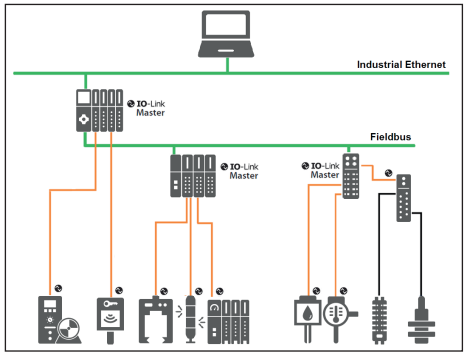 Industrial Ethernet
IO-Link
Master
Fieldbus
IO-Link
Master
IO-Link
Master